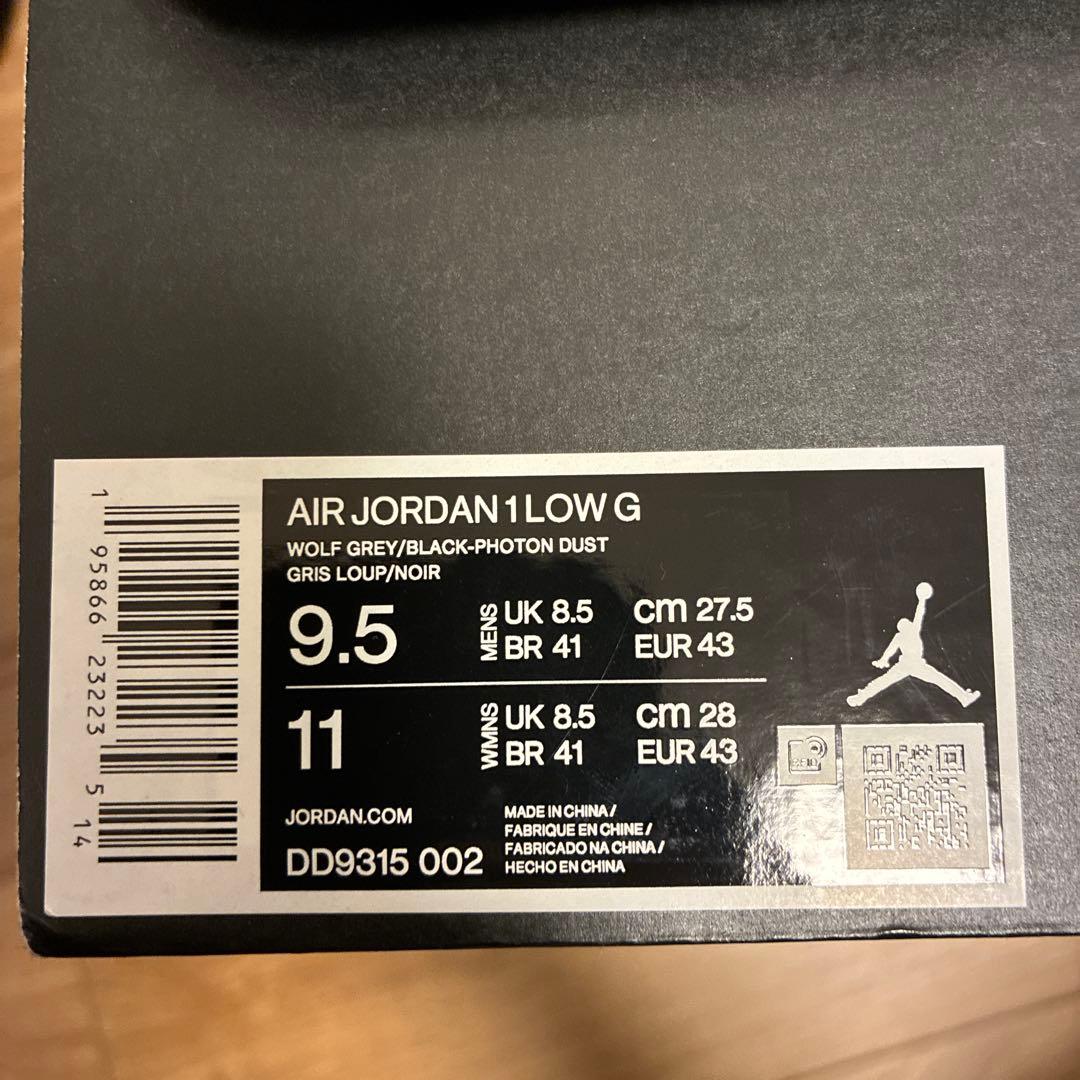 1 95866 23223 5 14
AIR JORDAN 1 LOW G
WOLF GREY/BLACK-PHOTON DUST
GRIS LOUP/NOIR
9.5 MENS UK 8.5 cm 27.5
BR 41 EUR 43
11 WMNS UK 8.5 cm 28
BR 41 EUR 43
JORDAN.COM
DD9315 002
MADE IN CHINA /
FABRIQUE EN CHINE /
FABRICADO NA CHINA /
HECHO EN CHINA